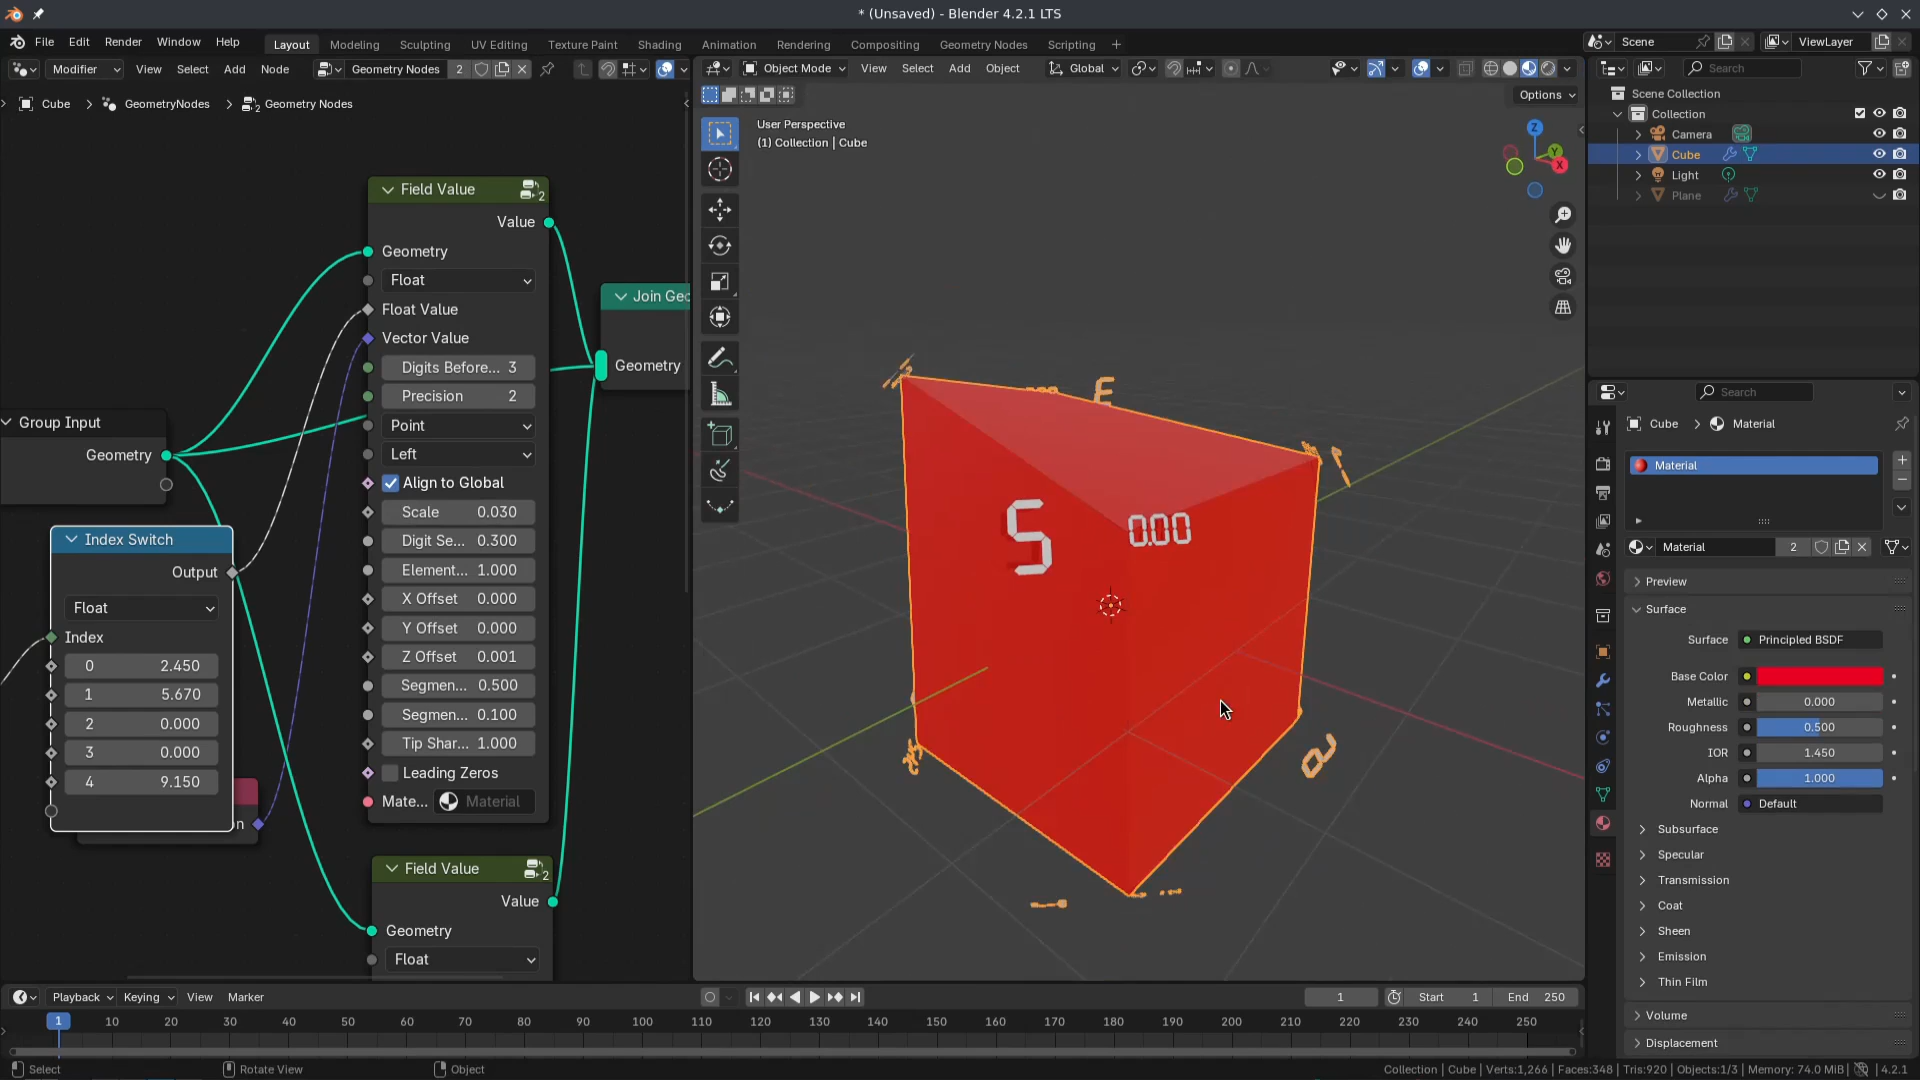 * (Unsaved) - Blender 4.2.1 LTS
File Edit Render Window Help
Layout Modeling Sculpting UV Editing Texture Paint Shading Animation Rendering Compositing Geometry Nodes Scripting +
Scene ViewLayer
Modifier View Select Add Node Geometry Nodes 2
Object Mode View Select Add Object Global
Search
Cube > GeometryNodes > 2 Geometry Nodes
Options
User Perspective
(1) Collection | Cube
Z
Y
X
Scene Collection
Collection
Camera
Cube
Light
Plane
Field Value 2
Value
Geometry
Float
Float Value
Vector Value
Digits Before... 3
Precision 2
Point
Left
Align to Global
Scale 0.030
Digit Se... 0.300
Element... 1.000
X Offset 0.000
Y Offset 0.000
Z Offset 0.001
Segmen... 0.500
Segmen... 0.100
Tip Shar... 1.000
Leading Zeros
Mate... Material
Join Geo
Geometry
Group Input
Geometry
Index Switch
Output
Float
Index
0 2.450
1 5.670
2 0.000
3 0.000
4 9.150
n
Field Value 2
Value
Geometry
Float
5
0.00
Search
Cube > Material
Material
Material 2
Preview
Surface
Surface Principled BSDF
Base Color
Metallic 0.000
Roughness 0.500
IOR 1.450
Alpha 1.000
Normal Default
Subsurface
Specular
Transmission
Coat
Sheen
Emission
Thin Film
Volume
Displacement
Playback Keying View Marker
1 Start 1 End 250
1 10 20 30 40 50 60 70 80 90 100 110 120 130 140 150 160 170 180 190 200 210 220 230 240 250
Select Rotate View Object
Collection | Cube | Verts:1,266 | Faces:348 | Tris:920 | Objects:1/3 | Memory: 74.0 MiB | 4.2.1